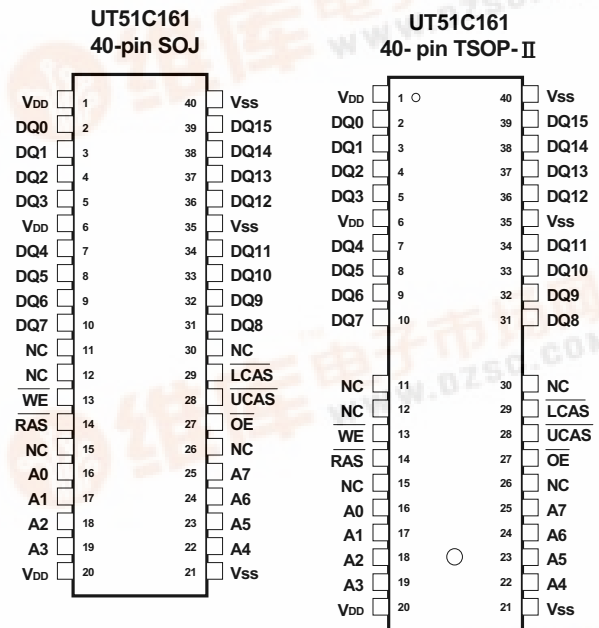 UT51C161
40-pin SOJ
VDD 1 40 Vss
DQ0 2 39 DQ15
DQ1 3 38 DQ14
DQ2 4 37 DQ13
DQ3 5 36 DQ12
VDD 6 35 Vss
DQ4 7 34 DQ11
DQ5 8 33 DQ10
DQ6 9 32 DQ9
DQ7 10 31 DQ8
NC 11 30 NC
NC 12 29 LCAS
WE 13 28 UCAS
RAS 14 27 OE
NC 15 26 NC
A0 16 25 A7
A1 17 24 A6
A2 18 23 A5
A3 19 22 A4
VDD 20 21 Vss
UT51C161
40- pin TSOP-II
VDD 1 40 Vss
DQ0 2 39 DQ15
DQ1 3 38 DQ14
DQ2 4 37 DQ13
DQ3 5 36 DQ12
VDD 6 35 Vss
DQ4 7 34 DQ11
DQ5 8 33 DQ10
DQ6 9 32 DQ9
DQ7 10 31 DQ8
NC 11 30 NC
NC 12 29 LCAS
WE 13 28 UCAS
RAS 14 27 OE
NC 15 26 NC
A0 16 25 A7
A1 17 24 A6
A2 18 23 A5
A3 19 22 A4
VDD 20 21 Vss